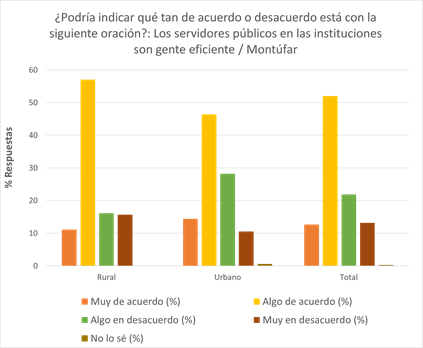 ¿Podría indicar qué tan de acuerdo o desacuerdo está con la
siguiente oración?: Los servidores públicos en las instituciones
son gente eficiente / Montúfar
% Respuestas
60
50
40
30
20
10
0
Rural Urbano Total
Muy de acuerdo (%) Algo de acuerdo (%)
Algo en desacuerdo (%) Muy en desacuerdo (%)
No lo sé (%)